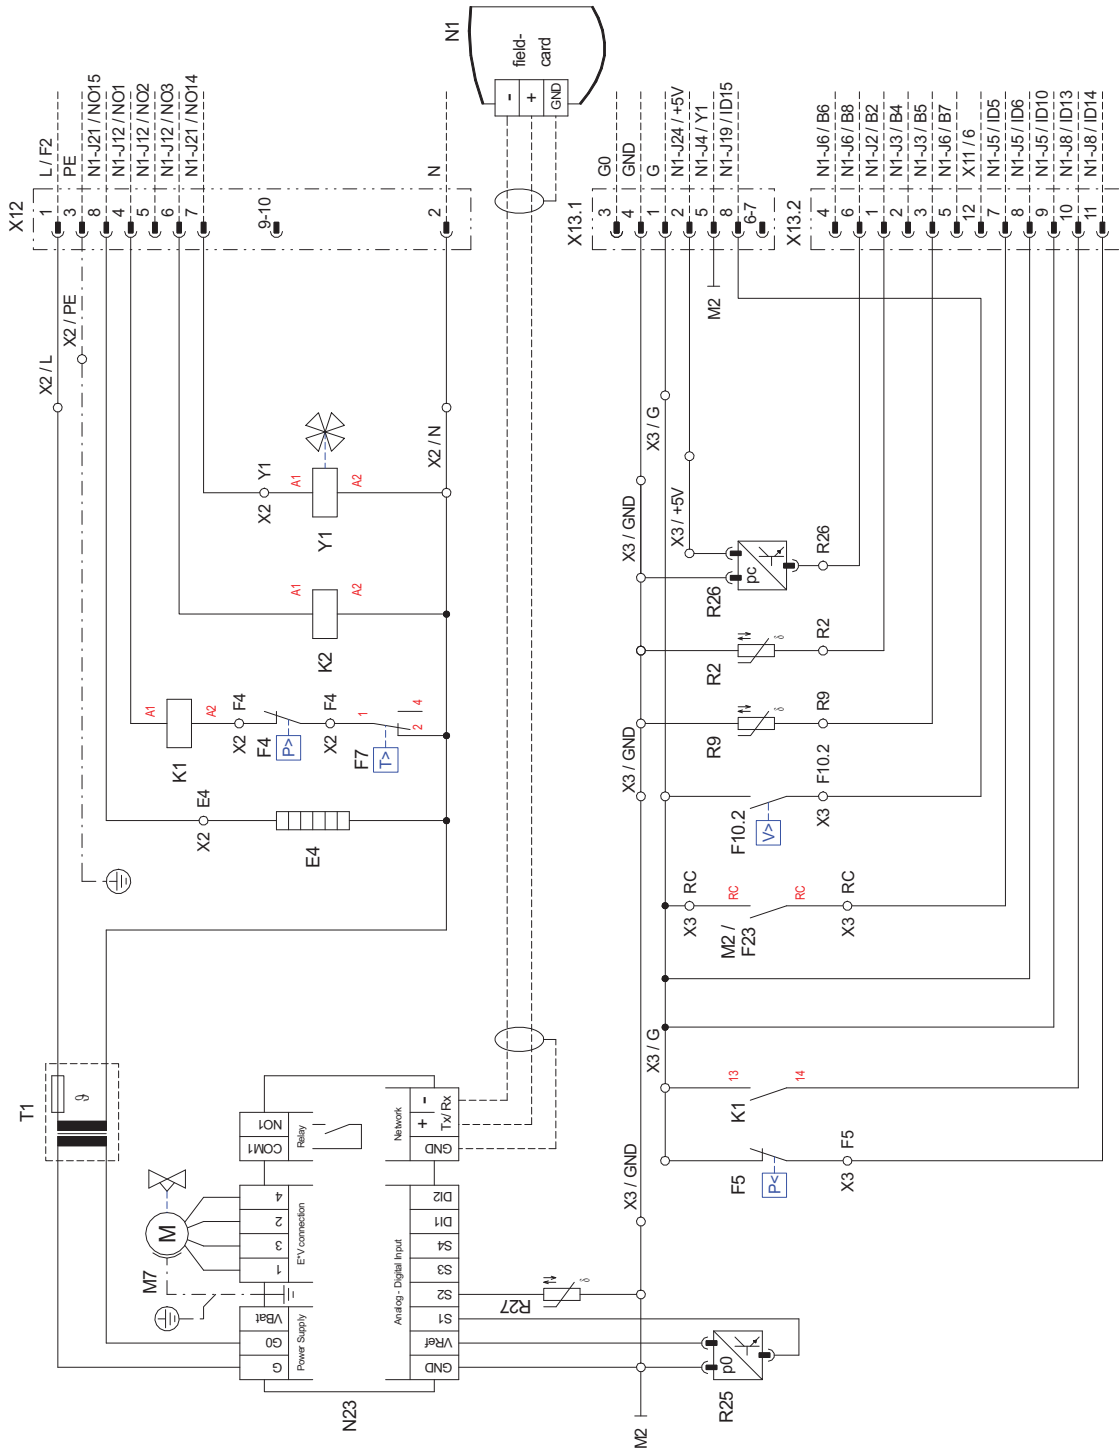 X12
1 L / F2
3 PE
8 N1-J21 / NO15
4 N1-J12 / NO1
5 N1-J12 / NO2
6 N1-J12 / NO3
7 N1-J21 / NO14
9-10
2 N
X2 / L
X2 / PE
X2 / N
N1
field-
card
-
+
GND
X2 Y1
A1
Y1
A2
A1
K2
A2
A1
K1
A2
X2 F4
F4
P>
X2 F4
F7
T>
1
2
4
X2 E4
E4
T1
ϑ
M7
M
N23
G
G0
VBat
Power Supply
1
3
2
4
E*V connection
COM1
NO1
Relay
GND
+
-
Tx/Rx
Network
GND
VRef
S1
S2
S3
S4
DI1
DI2
Analog - Digital Input
X13.1
3 G0
4 GND
1 G
2 N1-J24 / +5V
5 N1-J4 / Y1
8 N1-J19 / ID15
6-7
X13.2
4 N1-J6 / B6
6 N1-J6 / B8
1 N1-J2 / B2
2 N1-J3 / B4
3 N1-J3 / B5
5 N1-J6 / B7
12 X11 / 6
7 N1-J5 / ID5
8 N1-J5 / ID6
9 N1-J5 / ID10
10 N1-J8 / ID13
11 N1-J8 / ID14
M2
X3 / G
X3 / GND
X3 / +5V
R26
pc
R26
R2
δ
R2
R9
δ
R9
X3 / GND
F10.2
V>
X3 F10.2
X3 RC
M2 /
F23
RC
RC
X3 RC
X3 / G
K1
13
14
F5
P<
X3 F5
X3 / GND
R27
δ
R25
p0
M2